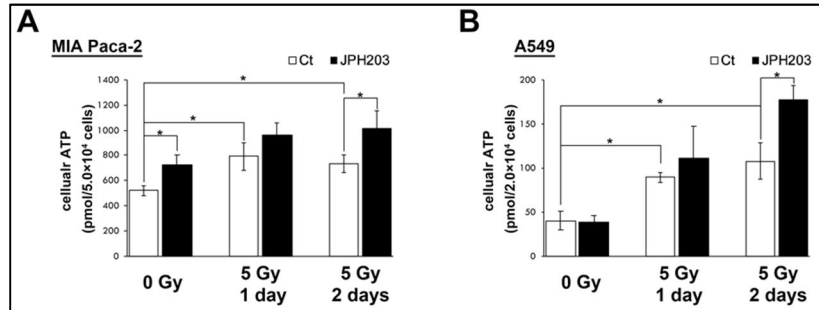 A
MIA Paca-2
Ct JPH203
cellualr ATP
(pmol/5.0×10⁴ cells)
1400
1200
1000
800
600
400
200
0
*
*
*
*
0 Gy
5 Gy
1 day
5 Gy
2 days
B
A549
Ct JPH203
cellualr ATP
(pmol/2.0×10⁴ cells)
200
150
100
50
0
*
*
*
0 Gy
5 Gy
1 day
5 Gy
2 days